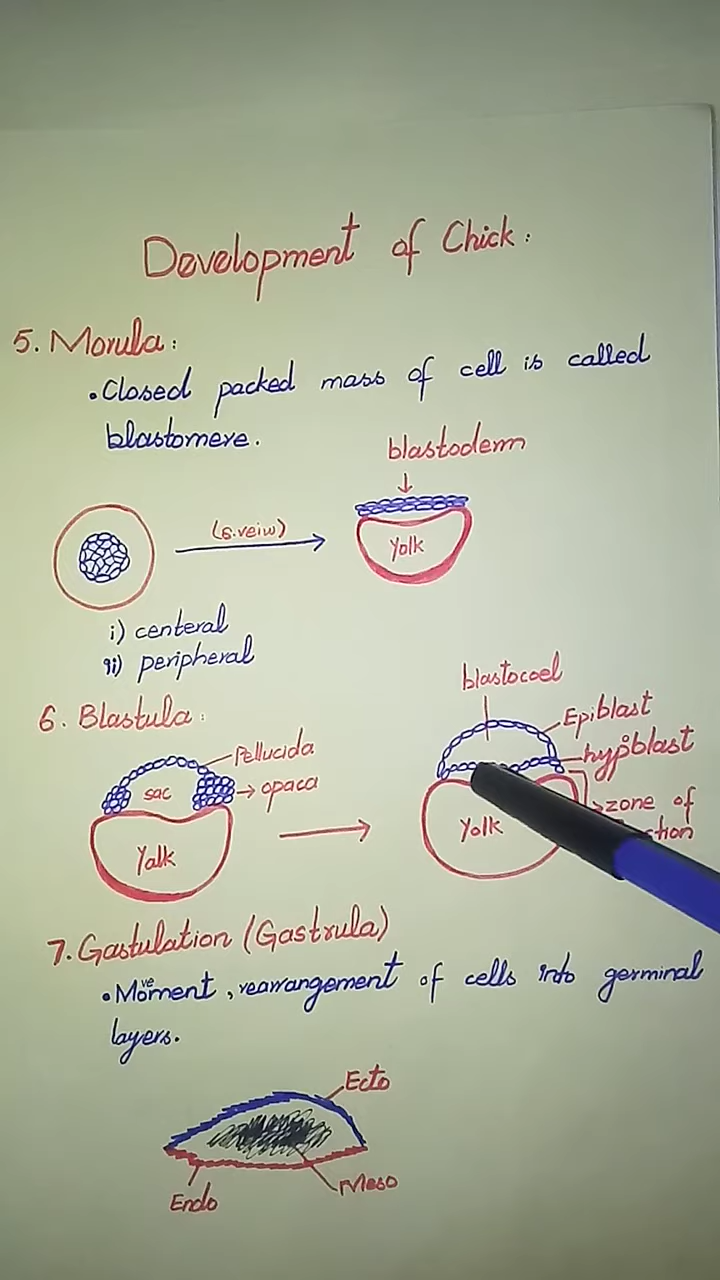 Development of Chick:
5. Morula:
• Closed packed mass of cell is called
blastomere.
blastoderm
(s.veiw)
Yolk
i) centeral
ii) peripheral
blastocoel
6. Blastula:
Epiblast
Pellucida
hypoblast
sac
opaca
zone of
Yolk
Yalk
7. Gastulation (Gastrula)
• Movement, rearrangement of cells into germinal
layers.
Ecto
Meso
Endo